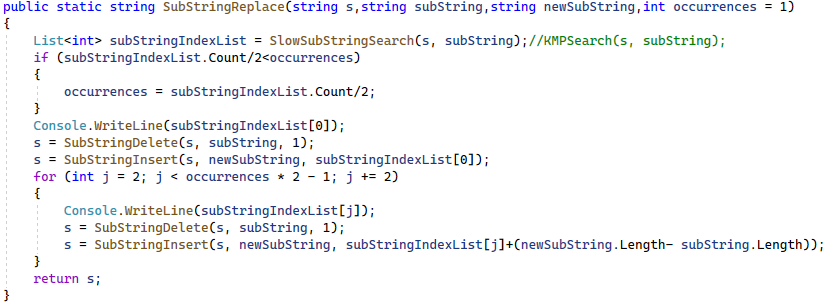 public static string SubStringReplace(string s,string subString,string newSubString,int occurrences = 1)
{
List<int> subStringIndexList = SlowSubStringSearch(s, subString);//KMPSearch(s, subString);
if (subStringIndexList.Count/2<occurrences)
{
occurrences = subStringIndexList.Count/2;
}
Console.WriteLine(subStringIndexList[0]);
s = SubStringDelete(s, subString, 1);
s = SubStringInsert(s, newSubString, subStringIndexList[0]);
for (int j = 2; j < occurrences * 2 - 1; j += 2)
{
Console.WriteLine(subStringIndexList[j]);
s = SubStringDelete(s, subString, 1);
s = SubStringInsert(s, newSubString, subStringIndexList[j]+(newSubString.Length- subString.Length));
}
return s;
}